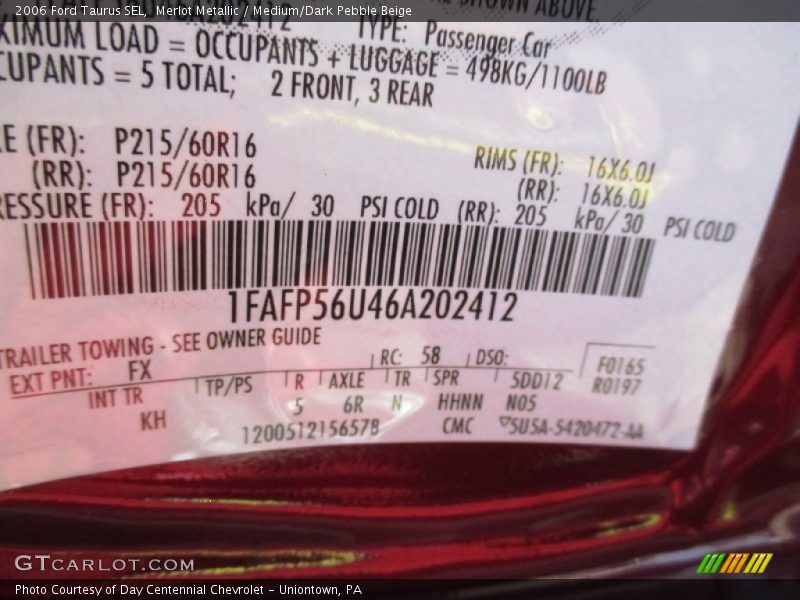 2006 Ford Taurus SEL, Merlot Metallic / Medium/Dark Pebble Beige
SHOWN ABOVE.
TYPE: Passenger Car
XIMUM LOAD = OCCUPANTS + LUGGAGE = 498KG/1100LB
CUPANTS = 5 TOTAL; 2 FRONT, 3 REAR
RE (FR): P215/60R16 RIMS (FR): 16X6.0J
(RR): P215/60R16 (RR): 16X6.0J
RESSURE (FR): 205 kPa/ 30 PSI COLD (RR): 205 kPa/ 30 PSI COLD
1FAFP56U46A202412
TRAILER TOWING - SEE OWNER GUIDE
EXT PNT: FX RC: 58 DSO: F0165
R0197
INT TR TP/PS R AXLE TR SPR 5DD12
KH 5 6R N HHNN N05
1200512156578 CMC ▽5U5A-5420472-AA
GTCARLOT.COM
Photo Courtesy of Day Centennial Chevrolet - Uniontown, PA